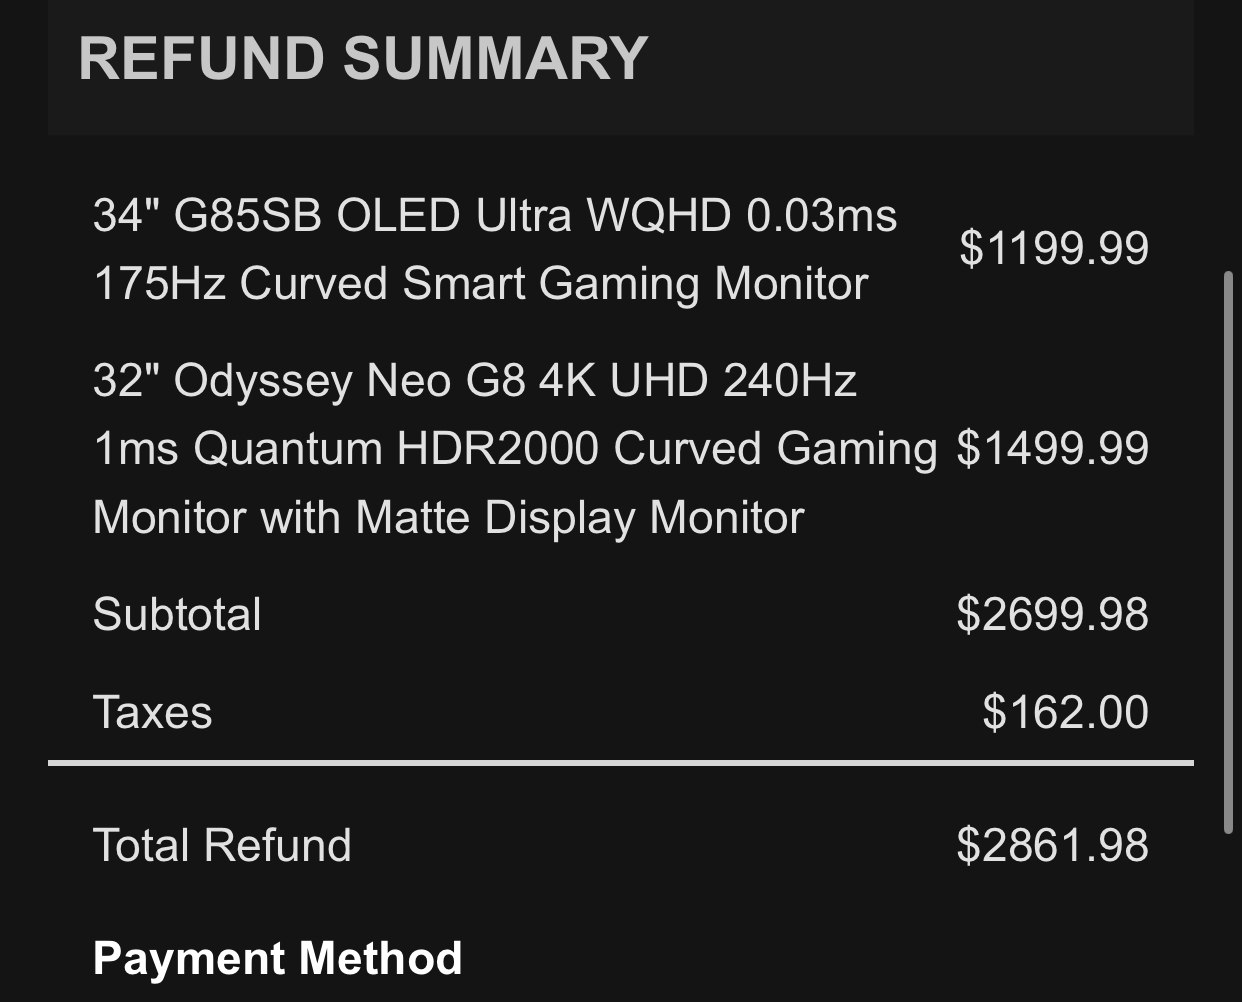 REFUND SUMMARY
34" G85SB OLED Ultra WQHD 0.03ms
175Hz Curved Smart Gaming Monitor
$1199.99
32" Odyssey Neo G8 4K UHD 240Hz
1ms Quantum HDR2000 Curved Gaming
Monitor with Matte Display Monitor
$1499.99
Subtotal $2699.98
Taxes $162.00
Total Refund $2861.98
Payment Method